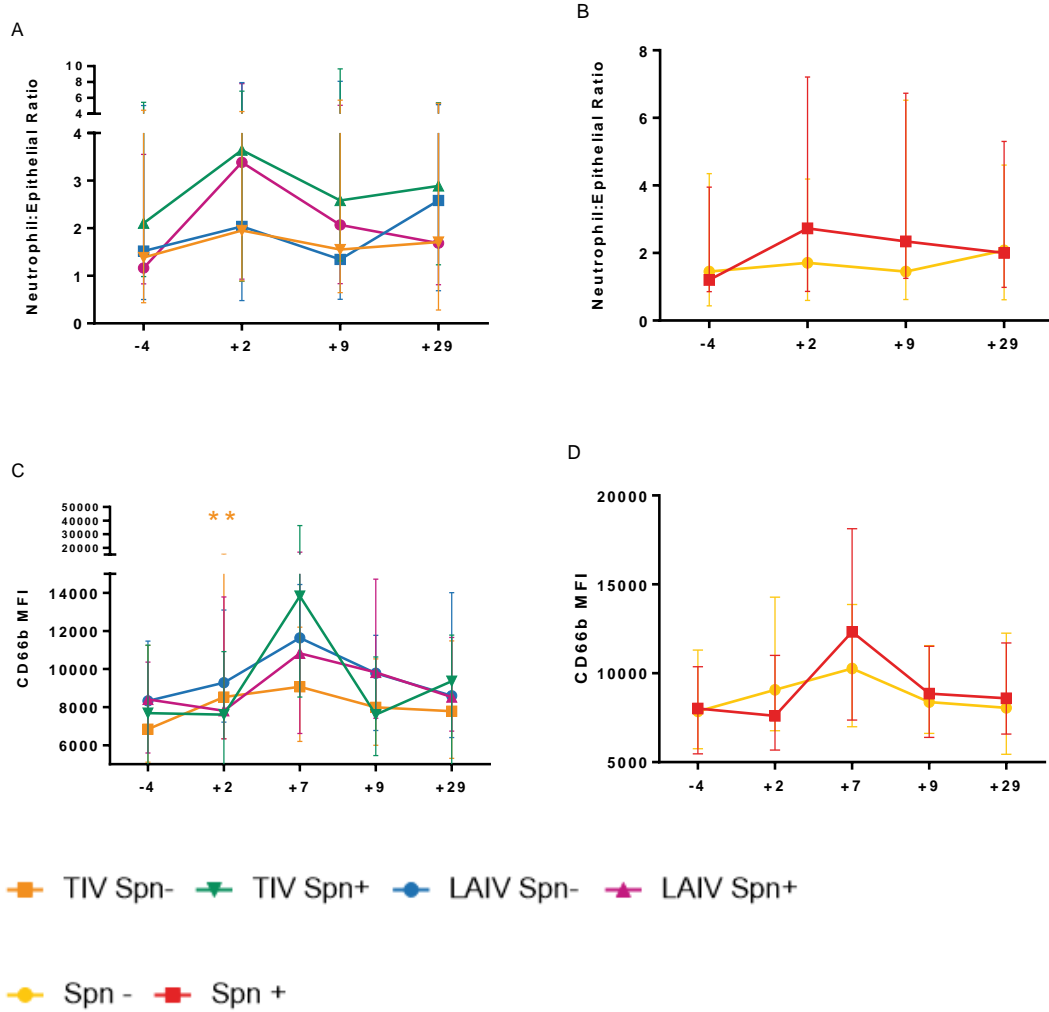 A
Neutrophil:Epithelial Ratio
10
8
6
4
4
3
2
1
0
-4 +2 +9 +29
B
Neutrophil:Epithelial Ratio
8
6
4
2
0
-4 +2 +9 +29
C
CD66b MFI
50000
40000
30000
20000
14000
12000
10000
8000
6000
**
-4 +2 +7 +9 +29
D
CD66b MFI
20000
15000
10000
5000
-4 +2 +7 +9 +29
TIV Spn- TIV Spn+ LAIV Spn- LAIV Spn+
Spn - Spn +